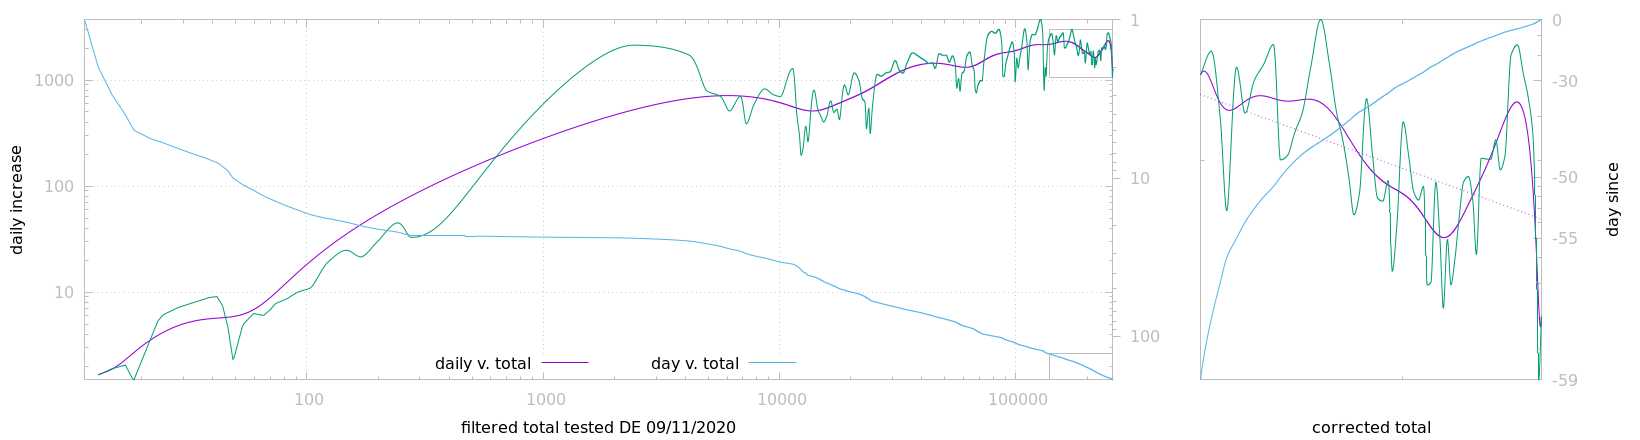 daily increase
1000
100
10
daily v. total
day v. total
100
1000
10000
100000
filtered total tested DE 09/11/2020
1
10
100
0
-30
-50
-55
-59
day since
corrected total